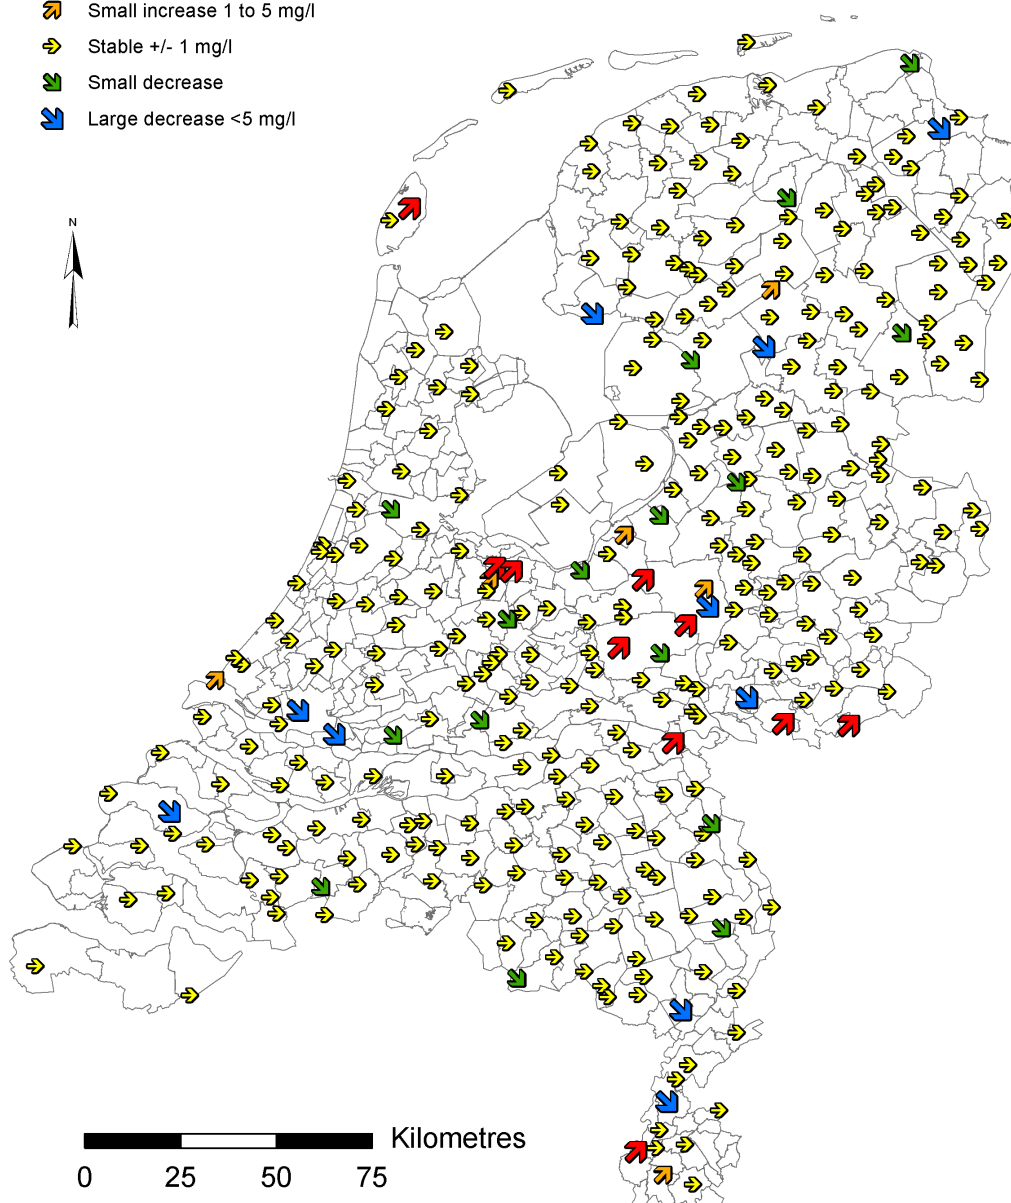 Small increase 1 to 5 mg/l
Stable +/- 1 mg/l
Small decrease
Large decrease <5 mg/l
N
Kilometres
0 25 50 75